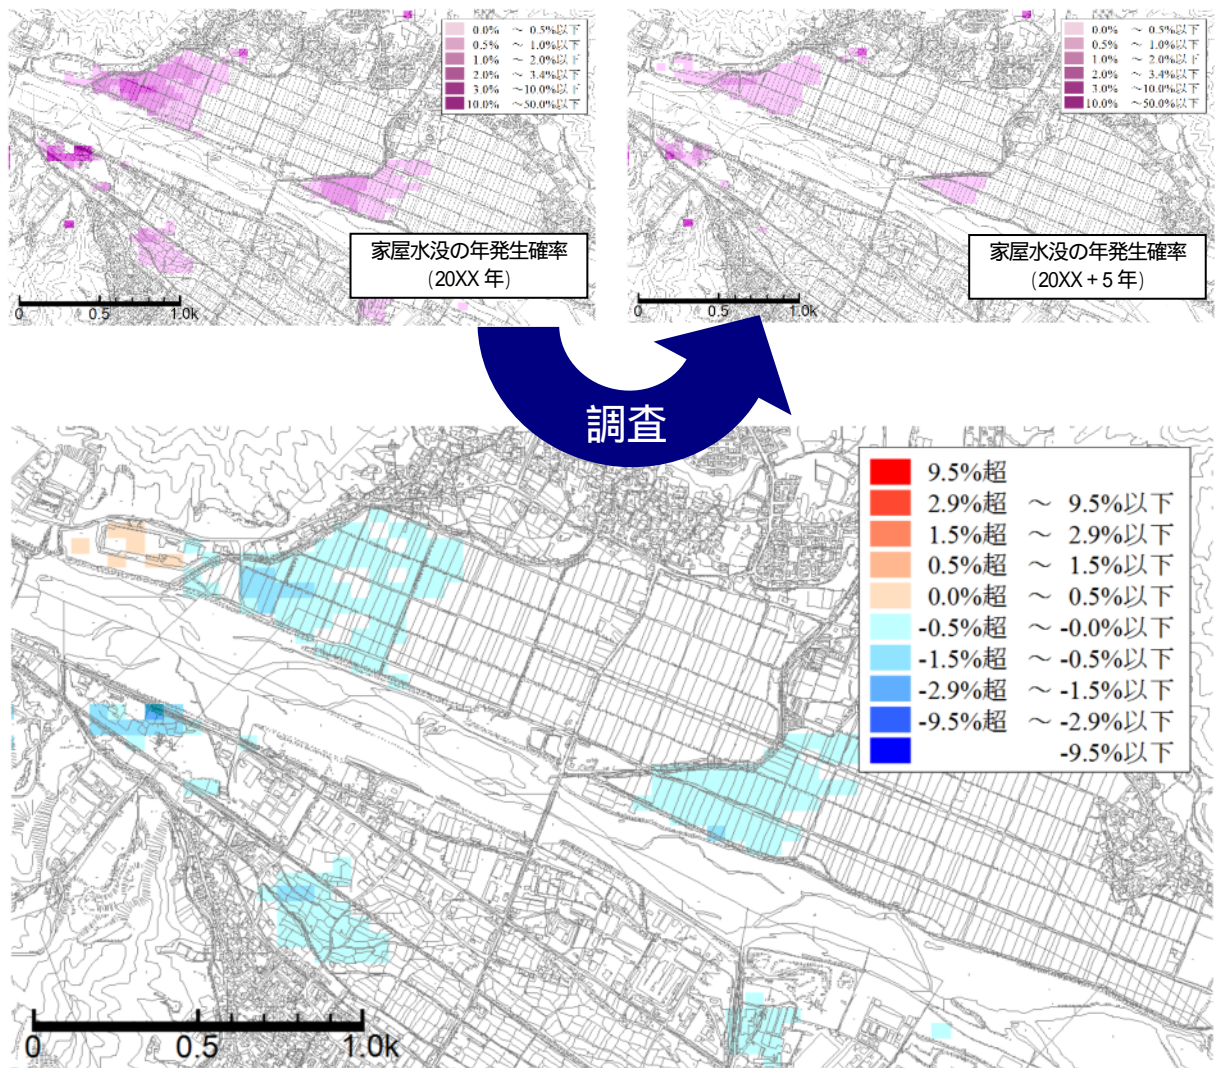 0.0% ～ 0.5%以下
0.5% ～ 1.0%以下
1.0% ～ 2.0%以下
2.0% ～ 3.4%以下
3.0% ～10.0%以下
10.0% ～50.0%以下
家屋水没の年発生確率
(20XX 年)
0 0.5 1.0k
0.0% ～ 0.5%以下
0.5% ～ 1.0%以下
1.0% ～ 2.0%以下
2.0% ～ 3.4%以下
3.0% ～10.0%以下
10.0% ～50.0%以下
家屋水没の年発生確率
(20XX + 5 年)
0 0.5 1.0k
調査
9.5%超
2.9%超 ～ 9.5%以下
1.5%超 ～ 2.9%以下
0.5%超 ～ 1.5%以下
0.0%超 ～ 0.5%以下
-0.5%超 ～ -0.0%以下
-1.5%超 ～ -0.5%以下
-2.9%超 ～ -1.5%以下
-9.5%超 ～ -2.9%以下
-9.5%以下
0 0.5 1.0k